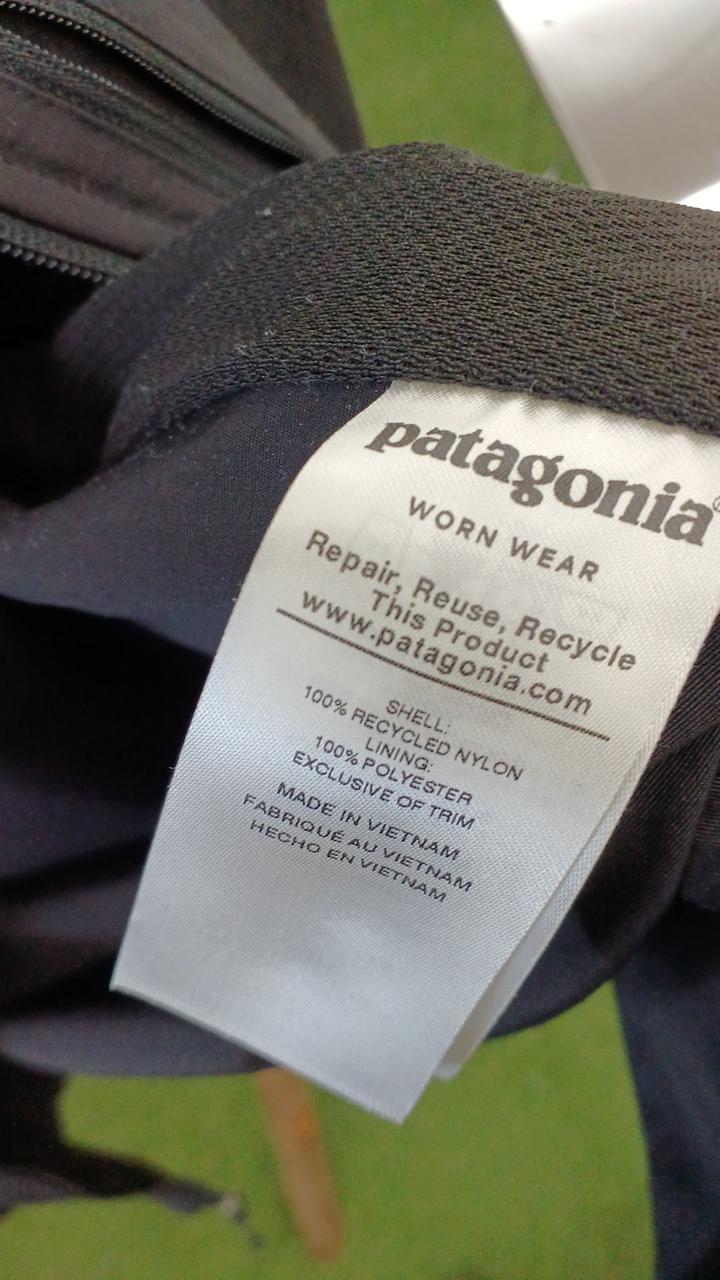 patagonia®
WORN WEAR
Repair, Reuse, Recycle
This Product
www.patagonia.com
SHELL:
100% RECYCLED NYLON
LINING:
100% POLYESTER
EXCLUSIVE OF TRIM
MADE IN VIETNAM
FABRIQUÉ AU VIETNAM
HECHO EN VIETNAM